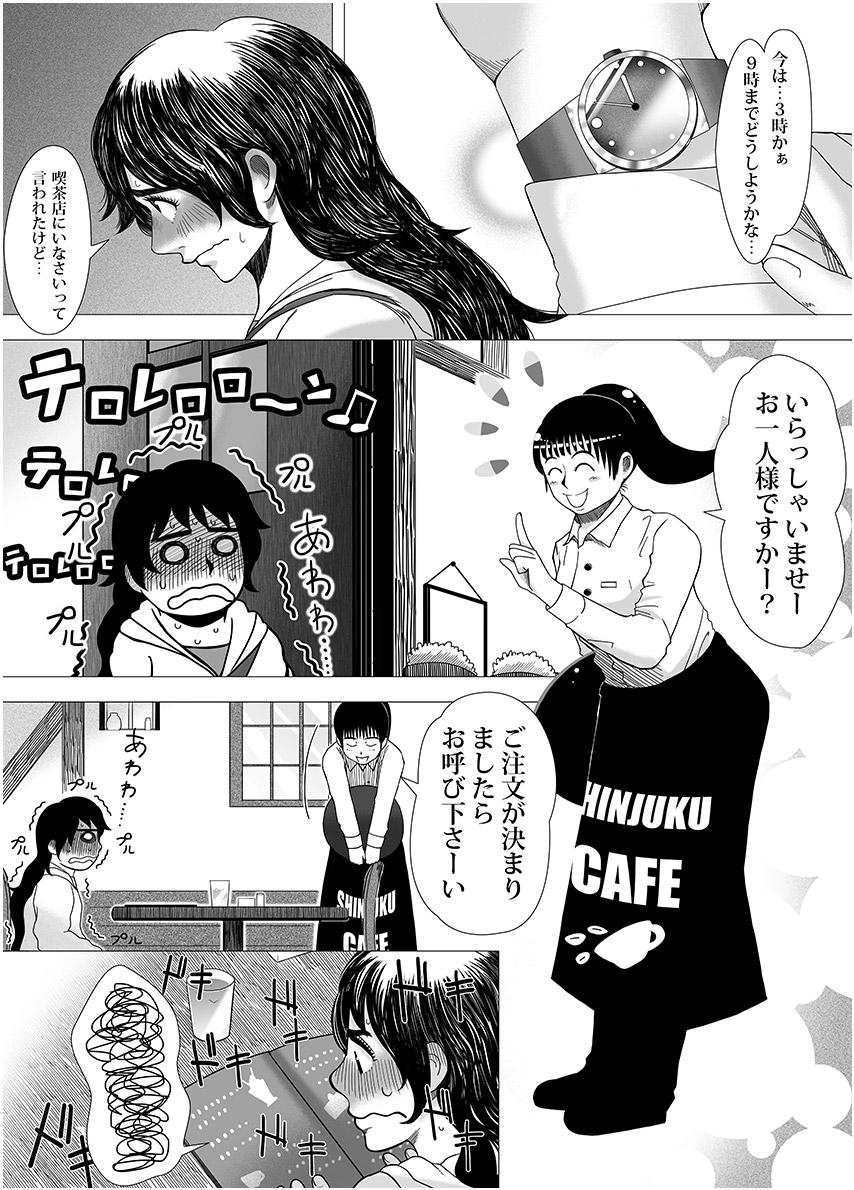 今は…3時かぁ
9時までどうしようかな…
喫茶店にいなさいって
言われたけど…
いらっしゃいませー
お一人様ですかー?
テロレロロ〜ン♫
テロレロ
テロレロ
プル
プル
プル
プル
あわわ……
HINJUKU
CAFE
ご注文が決まり
ましたら
お呼び下さーい
あわわ……
プル
プル
プル
プル
SHINJUKU
CAFE
ドキ
ドキ
ドキ
ドキ
ドキ
ドキ
ドキ